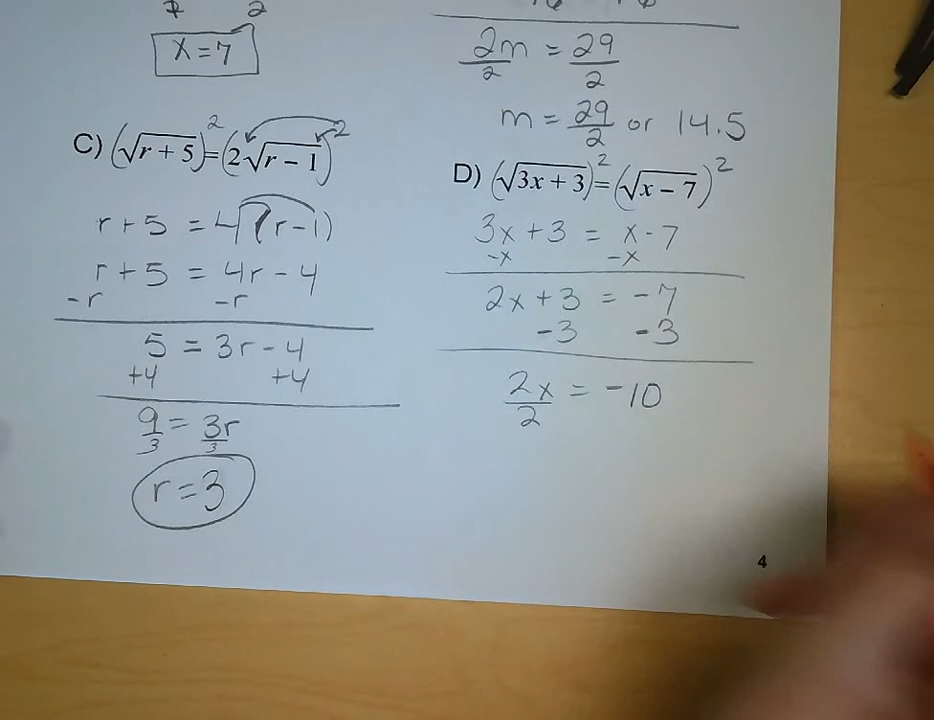 2
x = 7
2m = 29
2 2
m = 29/2 or 14.5
C) (√r + 5)² = (2√r − 1)²
r + 5 = 4(r − 1)
r + 5 = 4r − 4
−r −r
5 = 3r − 4
+4 +4
9 = 3r
3 3
r = 3
D) (√3x + 3)² = (√x − 7)²
3x + 3 = x - 7
-x -x
2x + 3 = -7
-3 -3
2x = -10
2
4